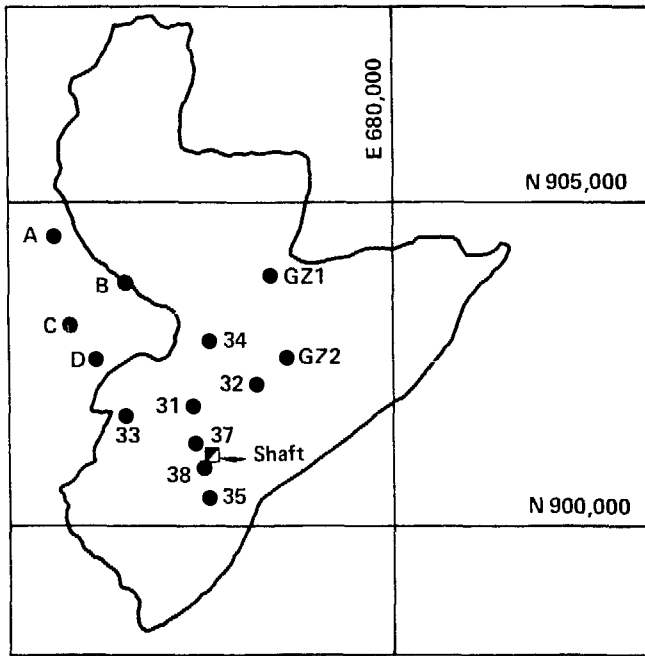 E 680,000
N 905,000
A
B
GZ1
C
34
D
GZ2
32
31
33
37
Shaft
38
35
N 900,000